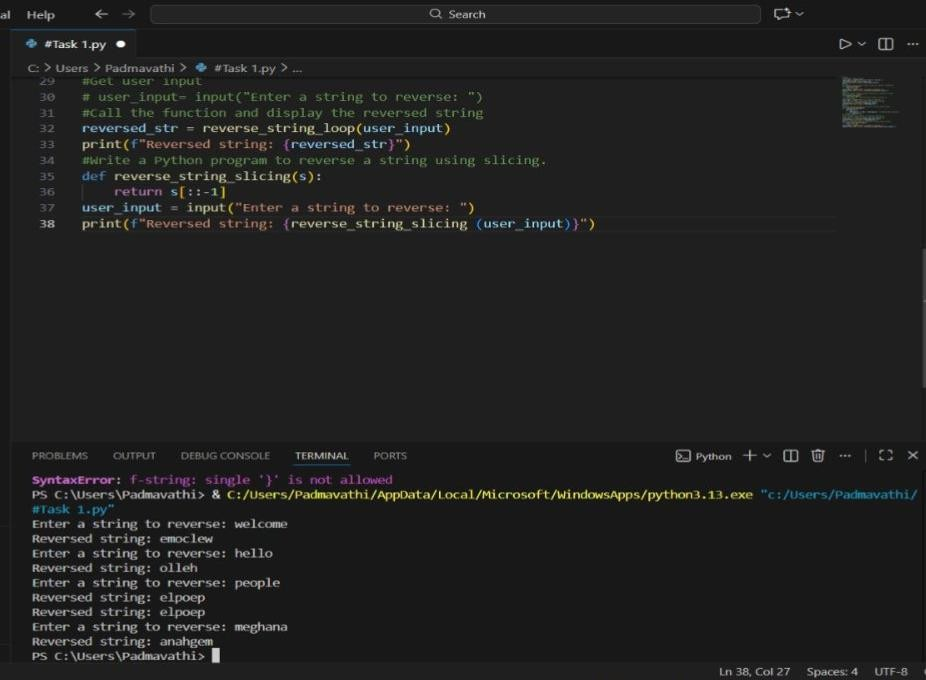 al Help Search
#Task 1.py
C: > Users > Padmavathi > #Task 1.py > ...
29 #Get user input
30 # user_input= input("Enter a string to reverse: ")
31 #Call the function and display the reversed string
32 reversed_str = reverse_string_loop(user_input)
33 print(f"Reversed string: {reversed_str}")
34 #Write a Python program to reverse a string using slicing.
35 def reverse_string_slicing(s):
36 return s[::-1]
37 user_input = input("Enter a string to reverse: ")
38 print(f"Reversed string: {reverse_string_slicing (user_input)}")
PROBLEMS OUTPUT DEBUG CONSOLE TERMINAL PORTS Python
SyntaxError: f-string: single '}' is not allowed
PS C:\Users\Padmavathi> & C:/Users/Padmavathi/AppData/Local/Microsoft/WindowsApps/python3.13.exe "c:/Users/Padmavathi/
#Task 1.py"
Enter a string to reverse: welcome
Reversed string: emoclew
Enter a string to reverse: hello
Reversed string: olleh
Enter a string to reverse: people
Reversed string: elpoep
Reversed string: elpoep
Enter a string to reverse: meghana
Reversed string: anahgem
PS C:\Users\Padmavathi>
Ln 38, Col 27 Spaces: 4 UTF-8